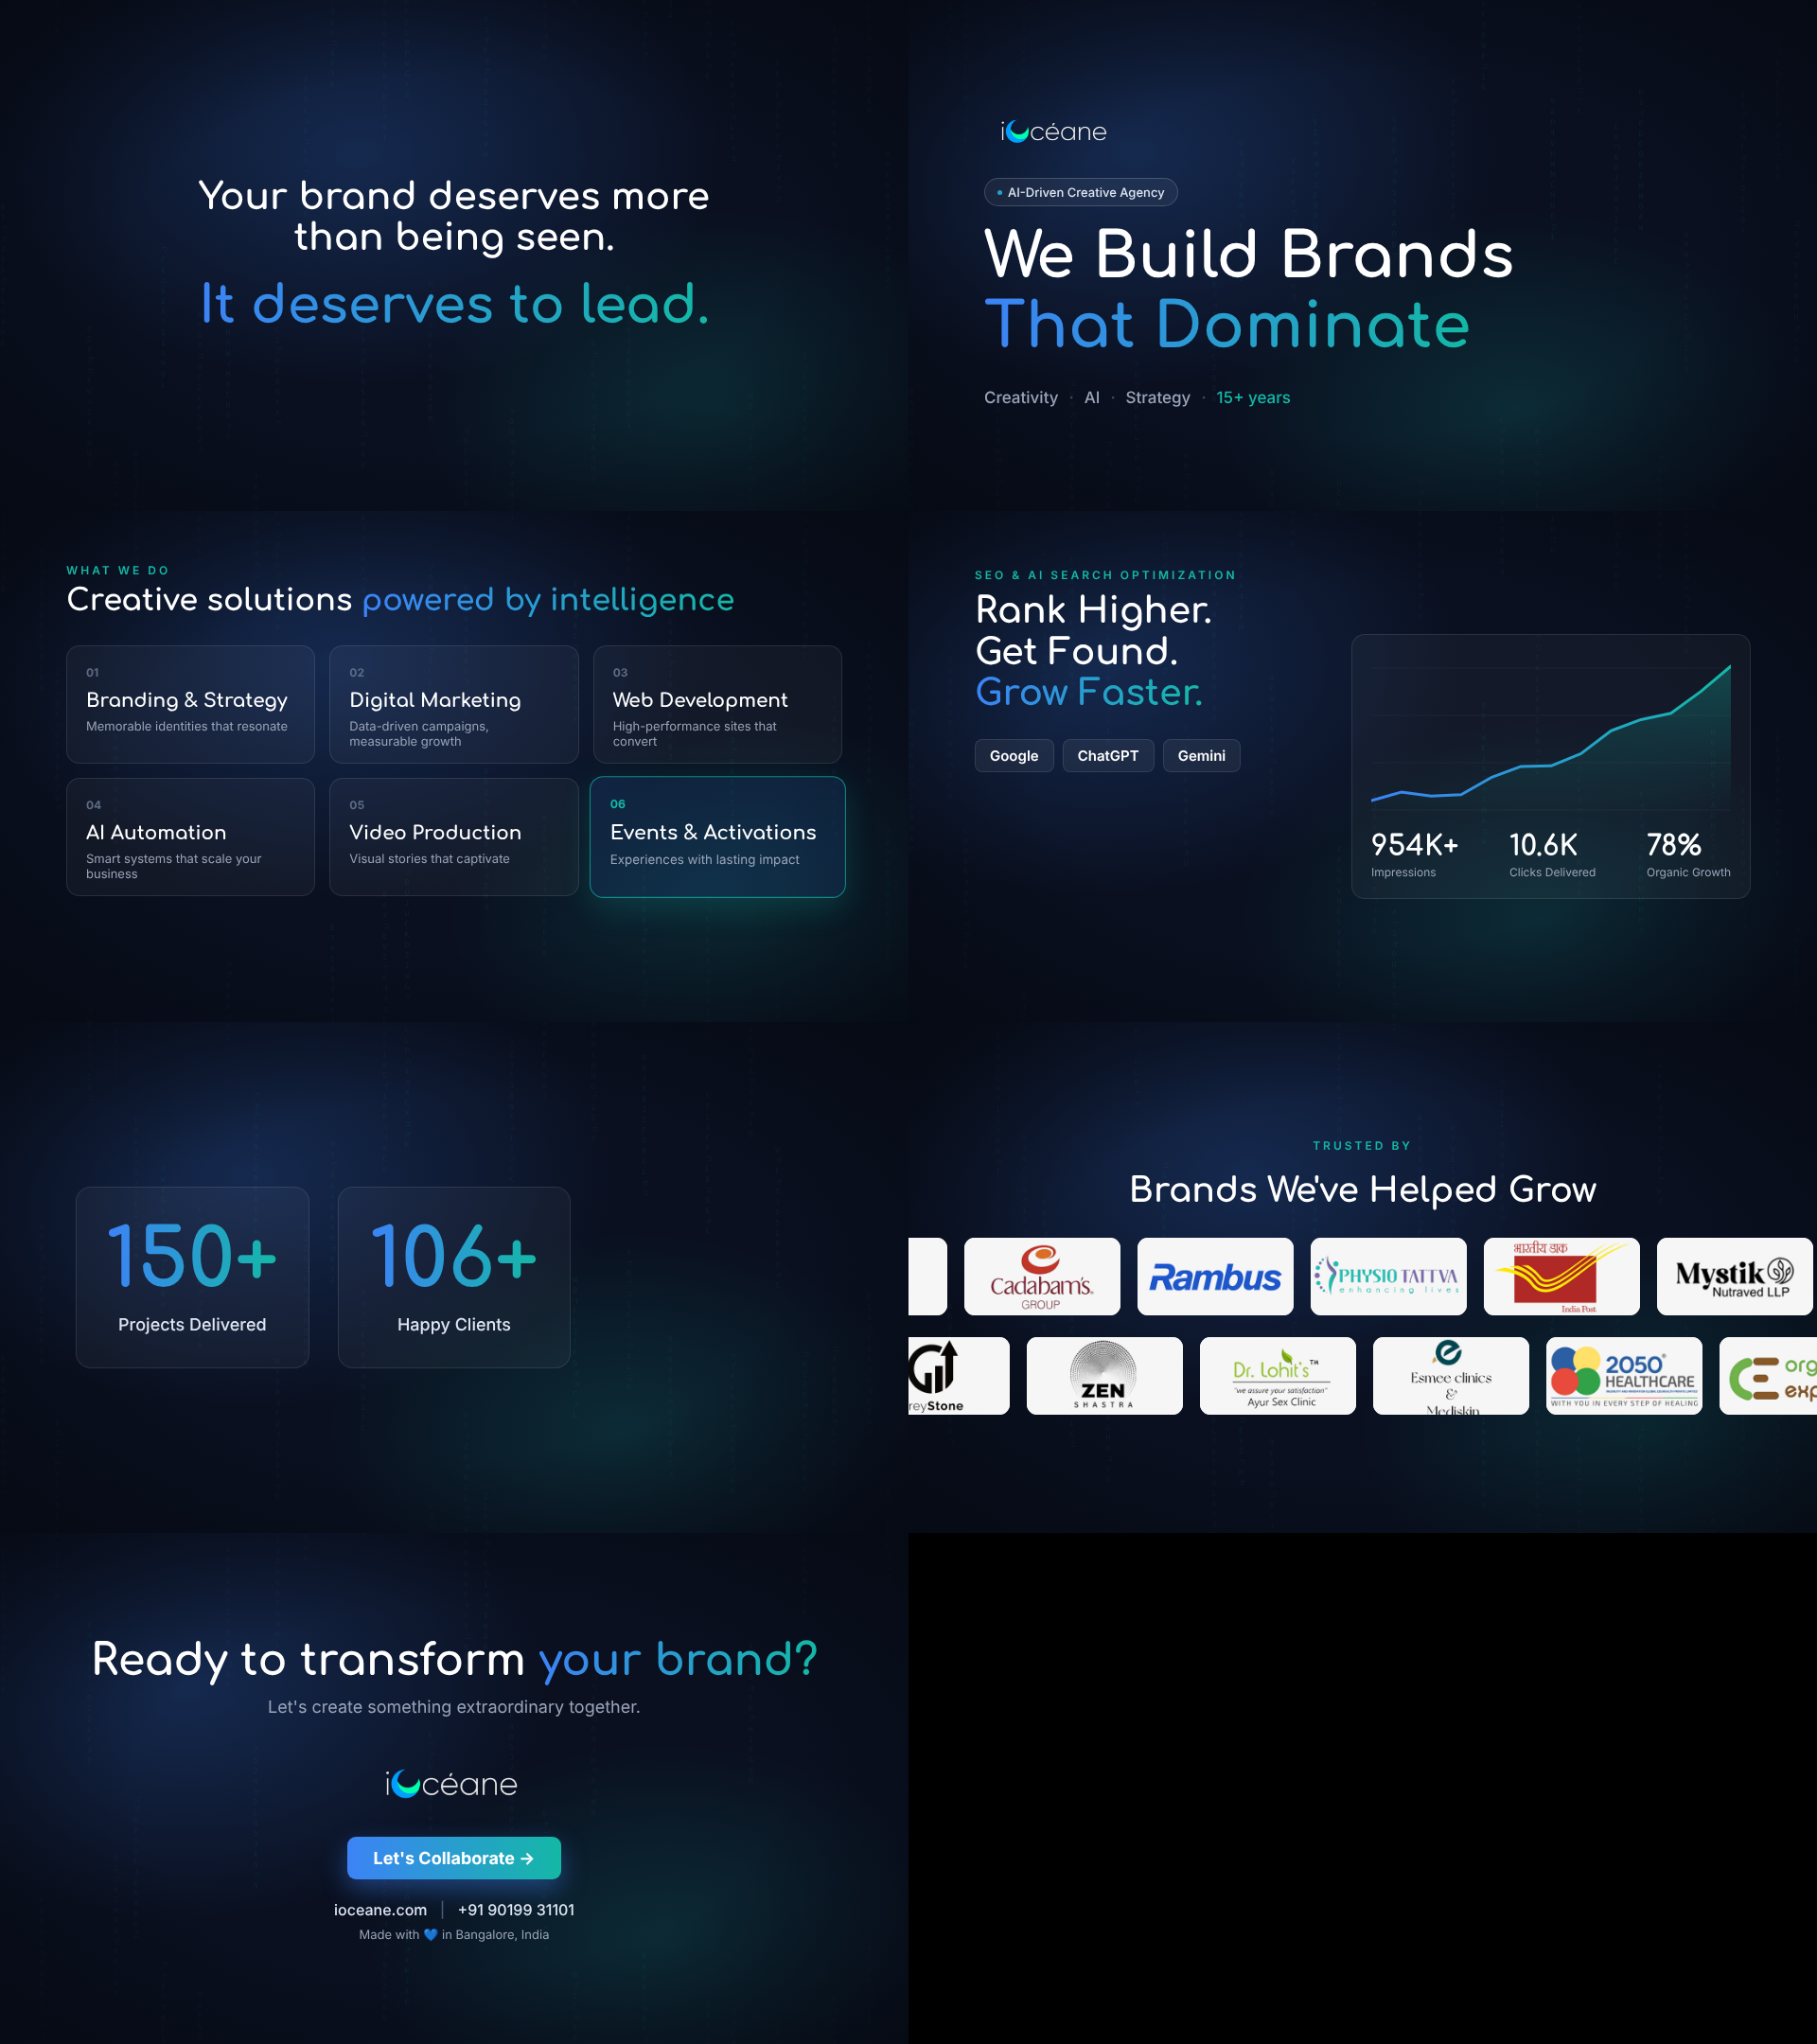 Your brand deserves more
than being seen.
It deserves to lead.
iocéane
AI-Driven Creative Agency
We Build Brands
That Dominate
Creativity · AI · Strategy · 15+ years
WHAT WE DO
Creative solutions powered by intelligence
01
Branding & Strategy
Memorable identities that resonate
02
Digital Marketing
Data-driven campaigns,
measurable growth
03
Web Development
High-performance sites that
convert
04
AI Automation
Smart systems that scale your
business
05
Video Production
Visual stories that captivate
06
Events & Activations
Experiences with lasting impact
SEO & AI SEARCH OPTIMIZATION
Rank Higher.
Get Found.
Grow Faster.
Google
ChatGPT
Gemini
954K+
Impressions
10.6K
Clicks Delivered
78%
Organic Growth
150+
Projects Delivered
106+
Happy Clients
TRUSTED BY
Brands We've Helped Grow
Cadabam's
GROUP
Rambus
PHYSIO TATTVA
enhancing lives
भारतीय डाक
India Post
Mystik
Nutraved LLP
reyStone
ZEN
SHASTRA
Dr. Lohit's™
"we assure your satisfaction"
Ayur Sex Clinic
Esmee clinics
&
Mediskin
2050
HEALTHCARE
WITH YOU IN EVERY STEP OF HEALING
org
exp
Ready to transform your brand?
Let's create something extraordinary together.
iocéane
Let's Collaborate →
ioceane.com | +91 90199 31101
Made with 💙 in Bangalore, India